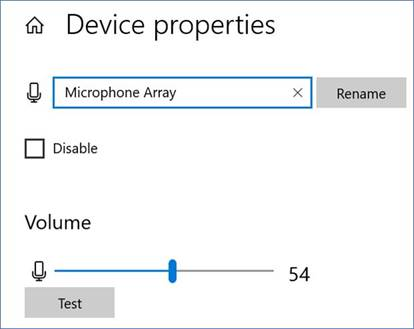 Device properties
Microphone Array
Rename
Disable
Volume
54
Test